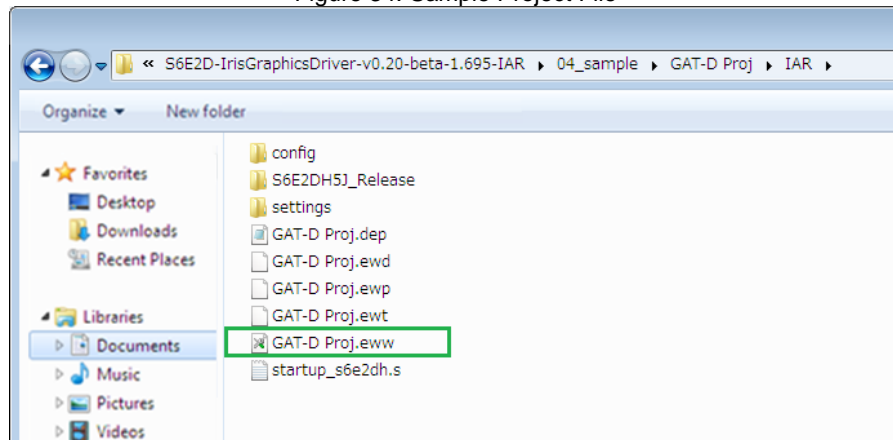 « S6E2D-IrisGraphicsDriver-v0.20-beta-1.695-IAR ▸ 04_sample ▸ GAT-D Proj ▸ IAR ▸
Organize ▾ New folder
Favorites
Desktop
Downloads
Recent Places
Libraries
Documents
Music
Pictures
Videos
config
S6E2DH5J_Release
settings
GAT-D Proj.dep
GAT-D Proj.ewd
GAT-D Proj.ewp
GAT-D Proj.ewt
GAT-D Proj.eww
startup_s6e2dh.s